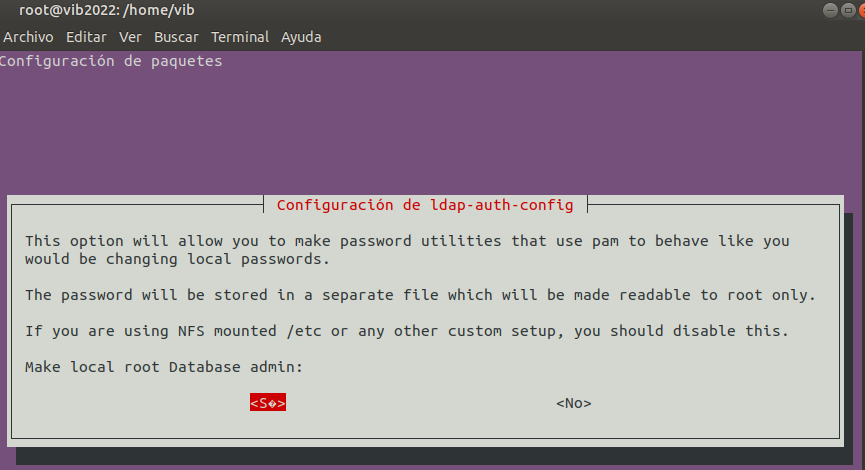 root@vib2022: /home/vib
Archivo Editar Ver Buscar Terminal Ayuda
Configuración de paquetes
Configuración de ldap-auth-config
This option will allow you to make password utilities that use pam to behave like you
would be changing local passwords.
The password will be stored in a separate file which will be made readable to root only.
If you are using NFS mounted /etc or any other custom setup, you should disable this.
Make local root Database admin:
<S�> <No>